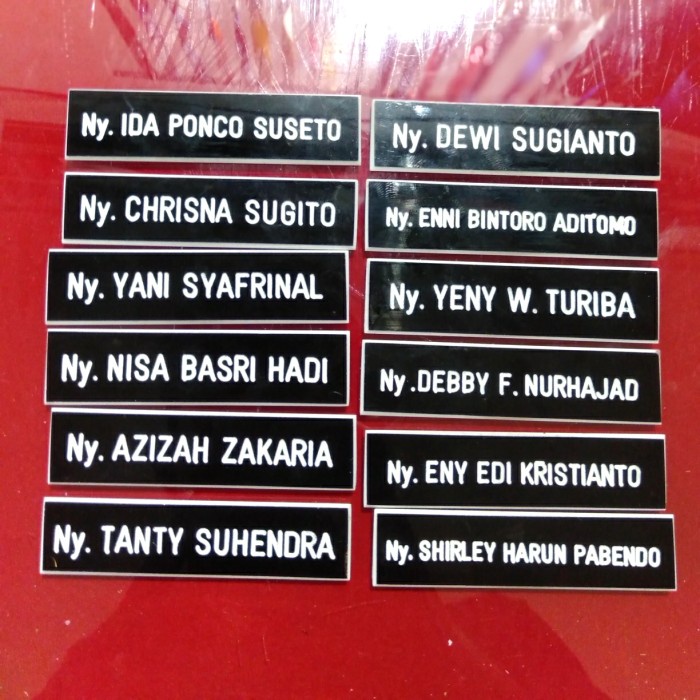 Ny. IDA PONCO SUSETO
Ny. CHRISNA SUGITO
Ny. YANI SYAFRINAL
Ny. NISA BASRI HADI
Ny. AZIZAH ZAKARIA
Ny. TANTY SUHENDRA
Ny. DEWI SUGIANTO
Ny. ENNI BINTORO ADITOMO
Ny. YENY W. TURIBA
Ny.DEBBY F. NURHAJAD
Ny. ENY EDI KRISTIANTO
Ny. SHIRLEY HARUN PABENDO